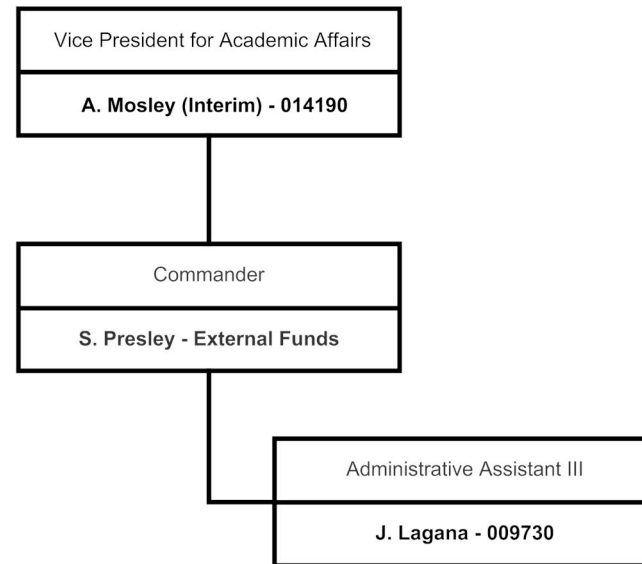 Vice President for Academic Affairs
A. Mosley (Interim) - 014190
Commander
S. Presley - External Funds
Administrative Assistant III
J. Lagana - 009730